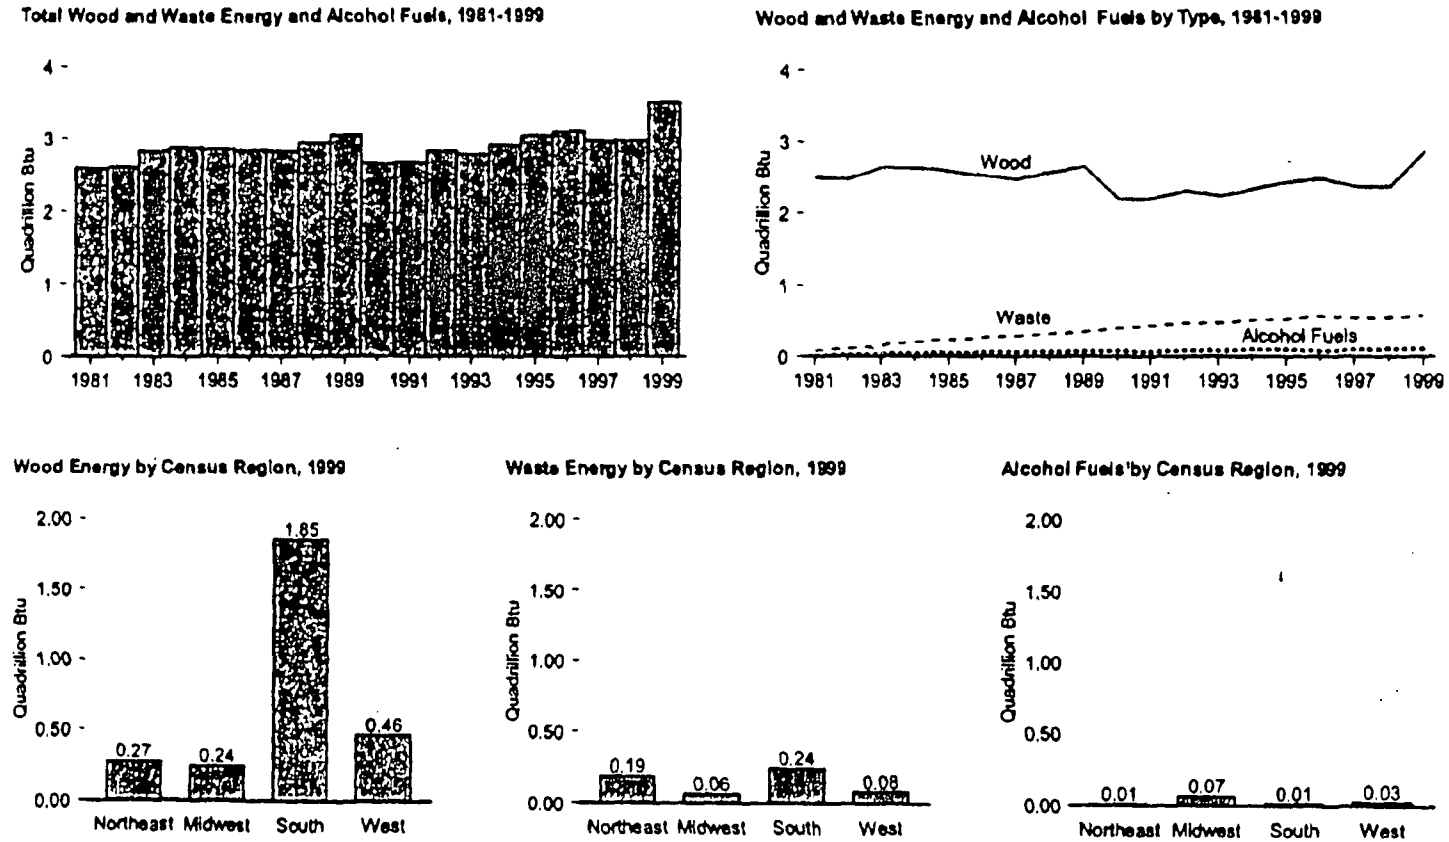 Total Wood and Waste Energy and Alcohol Fuels, 1981-1999
4
3
2
1
0
Quadrillion Btu
1981 1983 1985 1987 1989 1991 1993 1995 1997 1999
Wood and Waste Energy and Alcohol Fuels by Type, 1981-1999
4
3
2
1
0
Quadrillion Btu
Wood
Waste
Alcohol Fuels
1981 1983 1985 1987 1989 1991 1993 1995 1997 1999
Wood Energy by Census Region, 1999
2.00
1.50
1.00
0.50
0.00
Quadrillion Btu
0.27 0.24 1.85 0.46
Northeast Midwest South West
Waste Energy by Census Region, 1999
2.00
1.50
1.00
0.50
0.00
Quadrillion Btu
0.19 0.06 0.24 0.08
Northeast Midwest South West
Alcohol Fuels¹by Census Region, 1999
2.00
1.50
1.00
0.50
0.00
Quadrillion Btu
0.01 0.07 0.01 0.03
Northeast Midwest South West